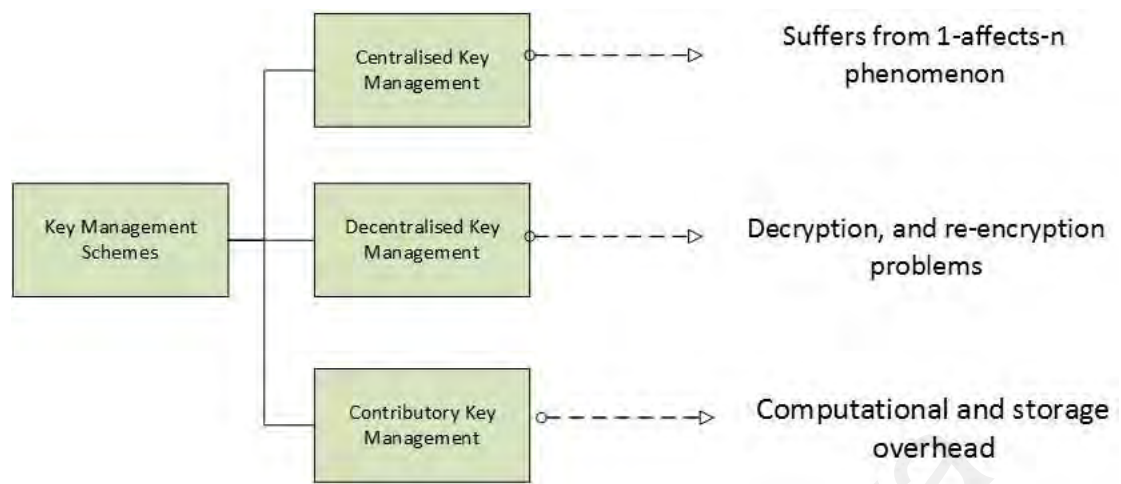 Key Management
Schemes
Centralised Key
Management
Suffers from 1-affects-n
phenomenon
Decentralised Key
Management
Decryption, and re-encryption
problems
Contributory Key
Management
Computational and storage
overhead